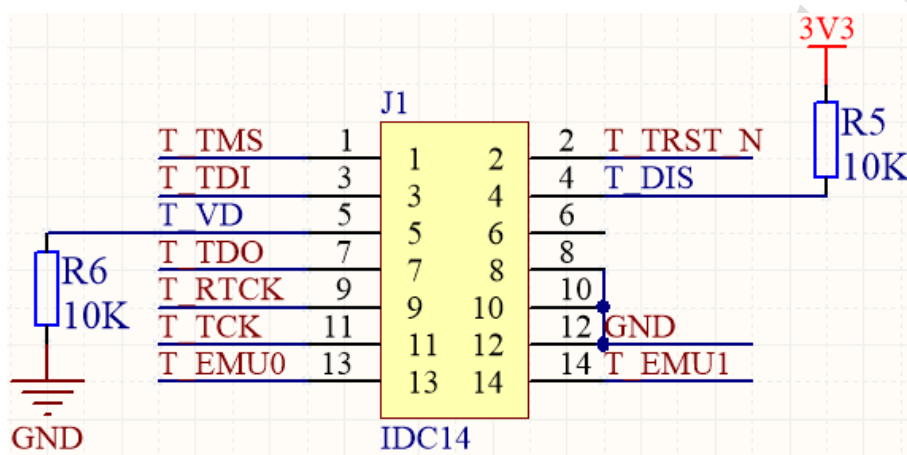 3V3
J1
T_TMS 1 1 2 2 T_TRST_N
R5
10K
T_TDI 3 3 4 4 T_DIS
T_VD 5 5 6 6
T_TDO 7 7 8 8
R6
10K
T_RTCK 9 9 10 10
T_TCK 11 11 12 12 GND
T_EMU0 13 13 14 14 T_EMU1
GND
IDC14